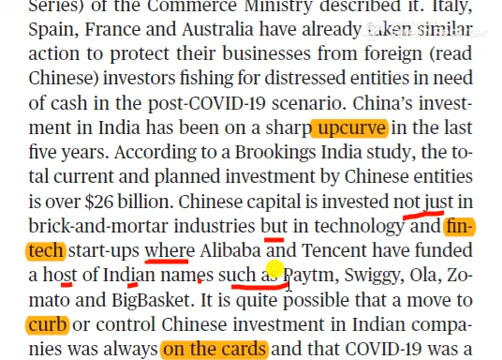 Series) of the Commerce Ministry described it. Italy,
Spain, France and Australia have already taken similar
action to protect their businesses from foreign (read
Chinese) investors fishing for distressed entities in need
of cash in the post-COVID-19 scenario. China's invest-
ment in India has been on a sharp upcurve in the last
five years. According to a Brookings India study, the to-
tal current and planned investment by Chinese entities
is over $26 billion. Chinese capital is invested not just in
brick-and-mortar industries but in technology and fin-
tech start-ups where Alibaba and Tencent have funded
a host of Indian names such as Paytm, Swiggy, Ola, Zo-
mato and BigBasket. It is quite possible that a move to
curb or control Chinese investment in Indian compa-
nies was always on the cards and that COVID-19 was a